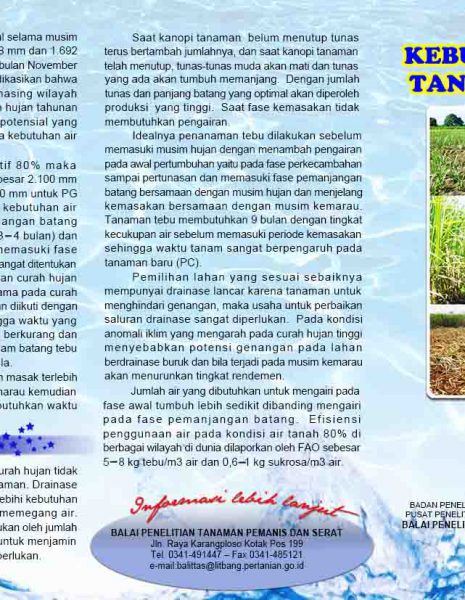 al selama musim
8 mm dan 1.692
bulan November
dikasikan bahwa
nasing wilayah
n hujan tahunan
potensial yang
a kebutuhan air
tif 80% maka
besar 2.100 mm
0 mm untuk PG
kebutuhan air
angan batang
3–4 bulan) dan
nemasuki fase
angat ditentukan
an curah hujan
ama pada curah
an diikuti dengan
gga waktu yang
berkurang dan
am batang tebu
la.
n masak terlebih
marau kemudian
butuhkan waktu
urah hujan tidak
aman. Drainase
ebihi kebutuhan
memegang air.
ukan oleh jumlah
untuk menjamin
perlukan.
Saat kanopi tanaman belum menutup tunas
terus bertambah jumlahnya, dan saat kanopi tanaman
telah menutup, tunas-tunas muda akan mati dan tunas
yang ada akan tumbuh memanjang. Dengan jumlah
tunas dan panjang batang yang optimal akan diperoleh
produksi yang tinggi. Saat fase kemasakan tidak
membutuhkan pengairan.
Idealnya penanaman tebu dilakukan sebelum
memasuki musim hujan dengan menambah pengairan
pada awal pertumbuhan yaitu pada fase perkecambahan
sampai pertunasan dan memasuki fase pemanjangan
batang bersamaan dengan musim hujan dan menjelang
kemasakan bersamaan dengan musim kemarau.
Tanaman tebu membutuhkan 9 bulan dengan tingkat
kecukupan air sebelum memasuki periode kemasakan
sehingga waktu tanam sangat berpengaruh pada
tanaman baru (PC).
Pemilihan lahan yang sesuai sebaiknya
mempunyai drainase lancar karena tanaman untuk
menghindari genangan, maka usaha untuk perbaikan
saluran drainase sangat diperlukan. Pada kondisi
anomali iklim yang mengarah pada curah hujan tinggi
menyebabkan potensi genangan pada lahan
berdrainase buruk dan bila terjadi pada musim kemarau
akan menurunkan tingkat rendemen.
Jumlah air yang dibutuhkan untuk mengairi pada
fase awal tumbuh lebih sedikit dibanding mengairi
pada fase pemanjangan batang. Efisiensi
penggunaan air pada kondisi air tanah 80% di
berbagai wilayah di dunia dilaporkan oleh FAO sebesar
5–8 kg tebu/m3 air dan 0,6–1 kg sukrosa/m3 air.
Informasi lebih lanjut
BALAI PENELITIAN TANAMAN PEMANIS DAN SERAT
Jln. Raya Karangploso Kotak Pos 199
Tel. 0341-491447 – Fax 0341-485121
e-mail:balittas@litbang.pertanian.go.id
KEBU
TAN
BADAN PENEL
PUSAT PENELIT
BALAI PENELIT